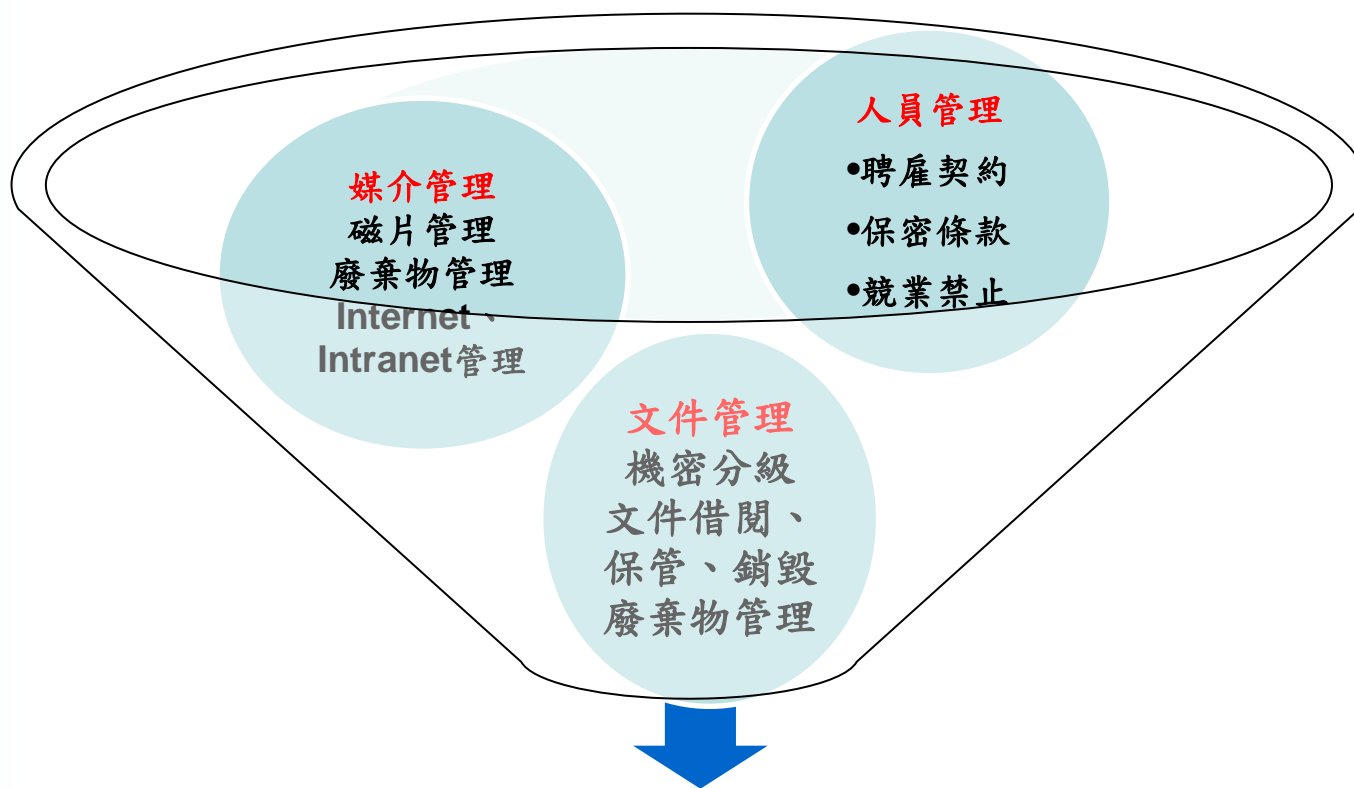 媒介管理
磁片管理
廢棄物管理
Internet、
Intranet管理
人員管理
•聘雇契約
•保密條款
•競業禁止
文件管理
機密分級
文件借閱、
保管、銷毀
廢棄物管理